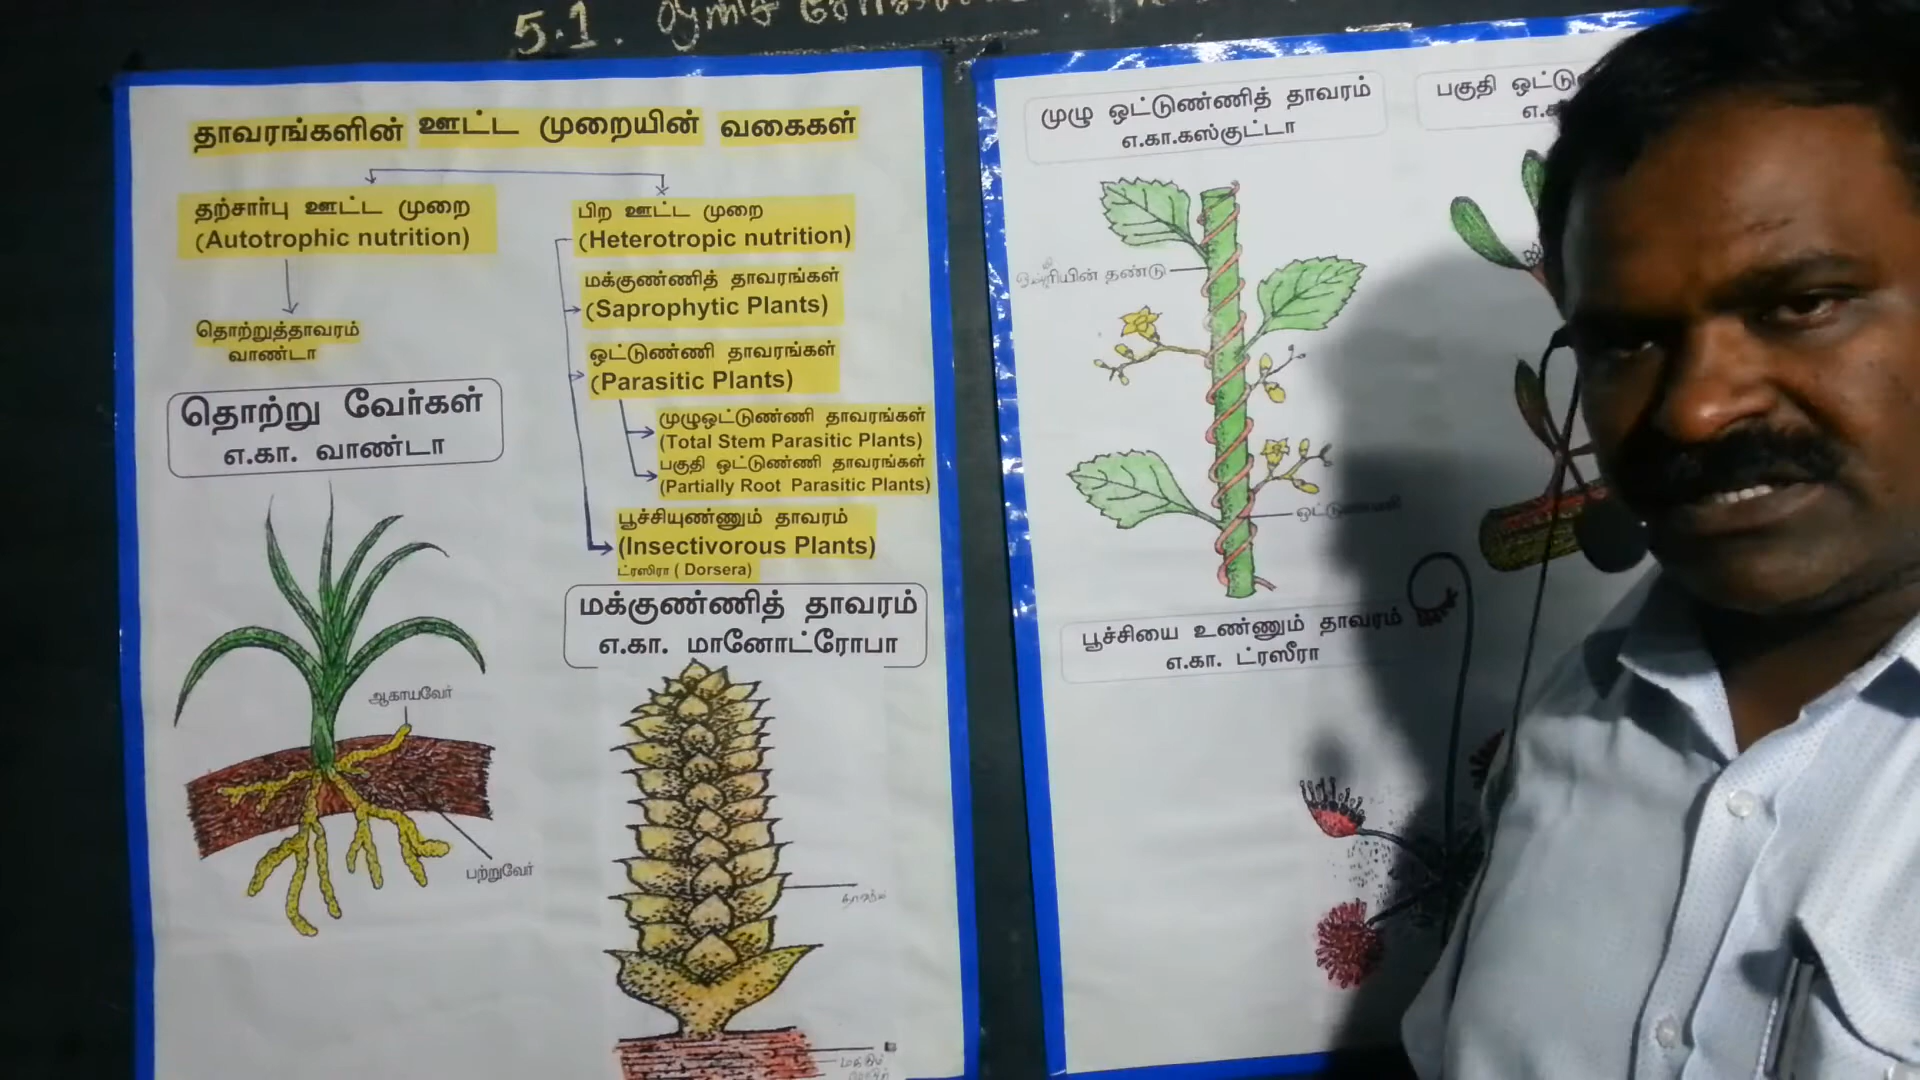 5.1.
தாவரங்களின் ஊட்ட முறையின் வகைகள்
தற்சார்பு ஊட்ட முறை
(Autotrophic nutrition)
தொற்றுத்தாவரம்
வாண்டா
பிற ஊட்ட முறை
(Heterotropic nutrition)
மக்குண்ணித் தாவரங்கள்
(Saprophytic Plants)
ஒட்டுண்ணி தாவரங்கள்
(Parasitic Plants)
முழுஒட்டுண்ணி தாவரங்கள்
(Total Stem Parasitic Plants)
பகுதி ஒட்டுண்ணி தாவரங்கள்
(Partially Root Parasitic Plants)
பூச்சியுண்ணும் தாவரம்
(Insectivorous Plants)
ட்ரஸிரா ( Dorsera)
தொற்று வேர்கள்
எ.கா. வாண்டா
ஆகாயவேர்
பற்றுவேர்
மக்குண்ணித் தாவரம்
எ.கா. மானோட்ரோபா
முழு ஒட்டுண்ணித் தாவரம்
எ.கா.கஸ்குட்டா
தண்டு
பகுதி
பூச்சியை உண்ணும் தாவரம்
எ.கா. ட்ரஸீரா